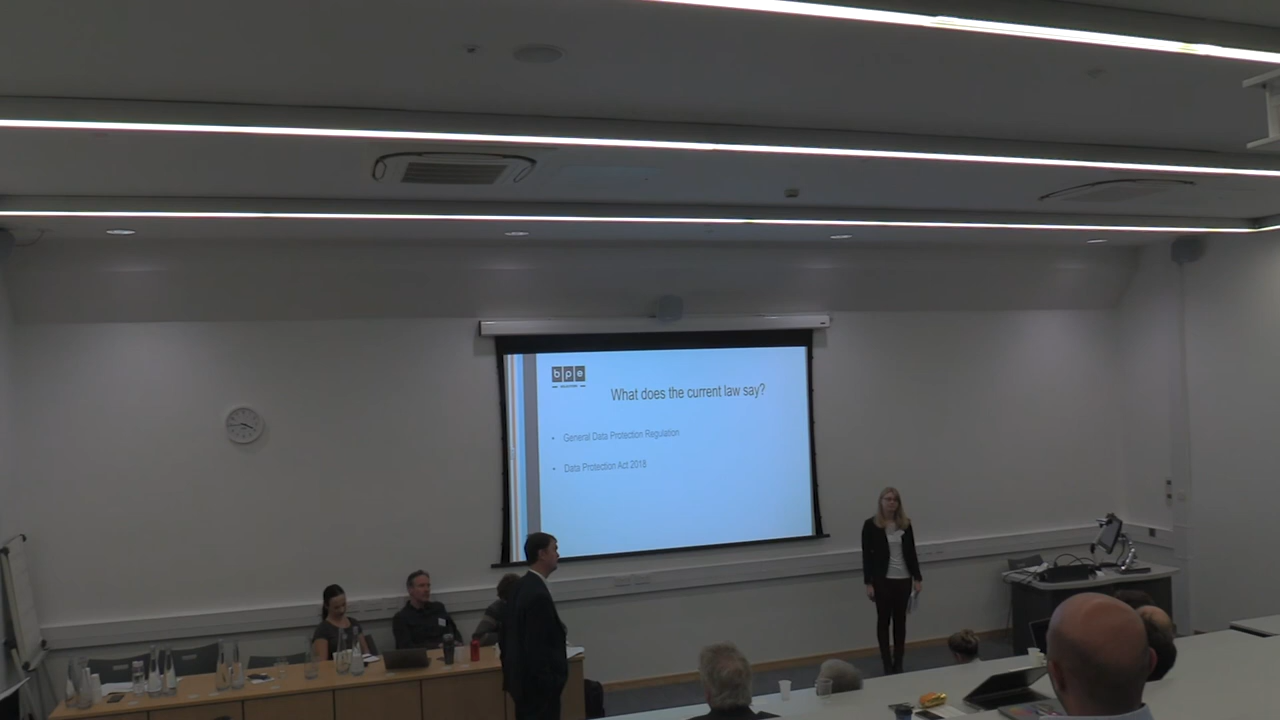 bpe
What does the current law say?
• General Data Protection Regulation
• Data Protection Act 2018